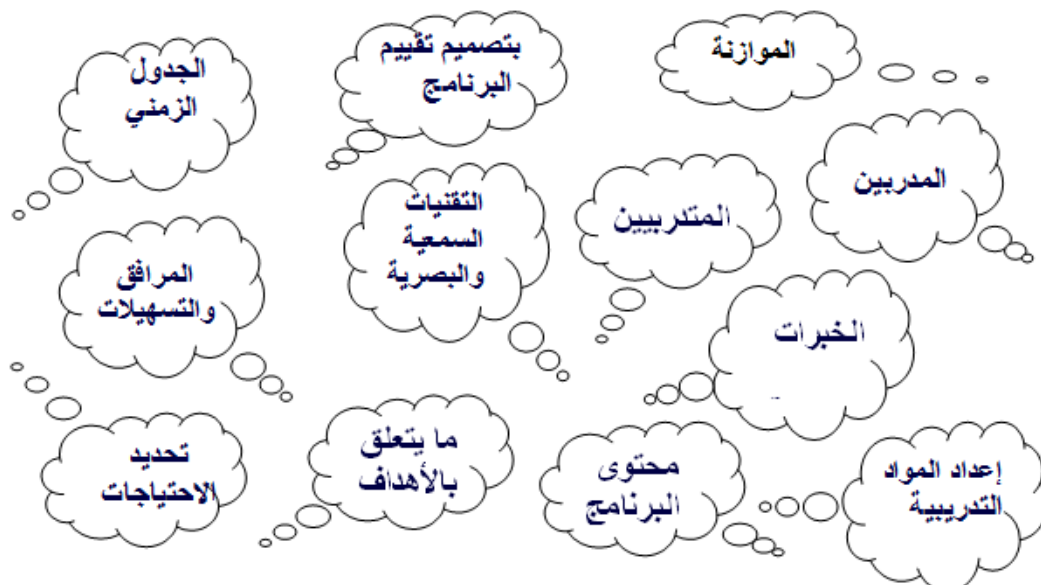 الموازنة
بتصميم تقييم
البرنامج
الجدول
الزمني
المدربين
المتدربيين
التقنيات
السمعية
والبصرية
المرافق
والتسهيلات
الخبرات
إعداد المواد
التدريبية
محتوى
البرنامج
ما يتعلق
بالأهداف
تحديد
الاحتياجات